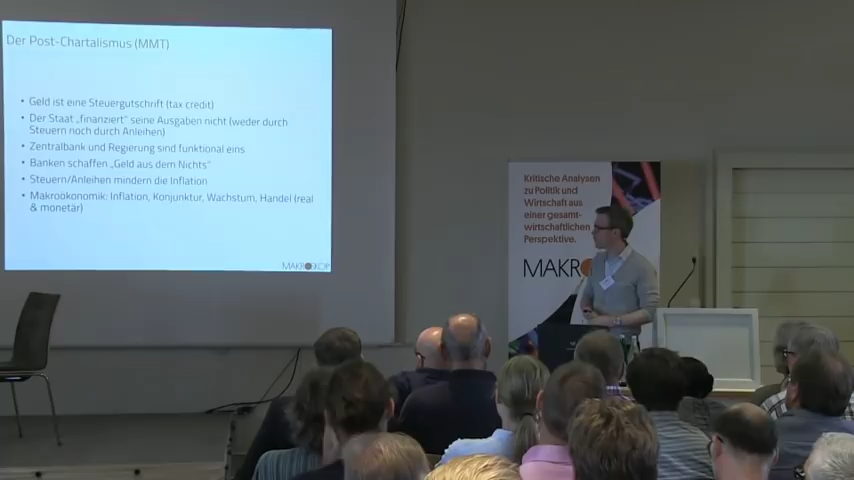 Der Post-Chartalismus (MMT)
• Geld ist eine Steuergutschrift (tax credit)
• Der Staat „finanziert" seine Ausgaben nicht (weder durch
Steuern noch durch Anleihen)
• Zentralbank und Regierung sind funktional eins
• Banken schaffen „Geld aus dem Nichts"
• Steuern/Anleihen mindern die Inflation
• Makroökonomik: Inflation, Konjunktur, Wachstum, Handel (real
& monetär)
MAKROSKOP
Kritische Analysen
zu Politik und
Wirtschaft aus
einer gesamt-
wirtschaftlichen
Perspektive.
MAKR